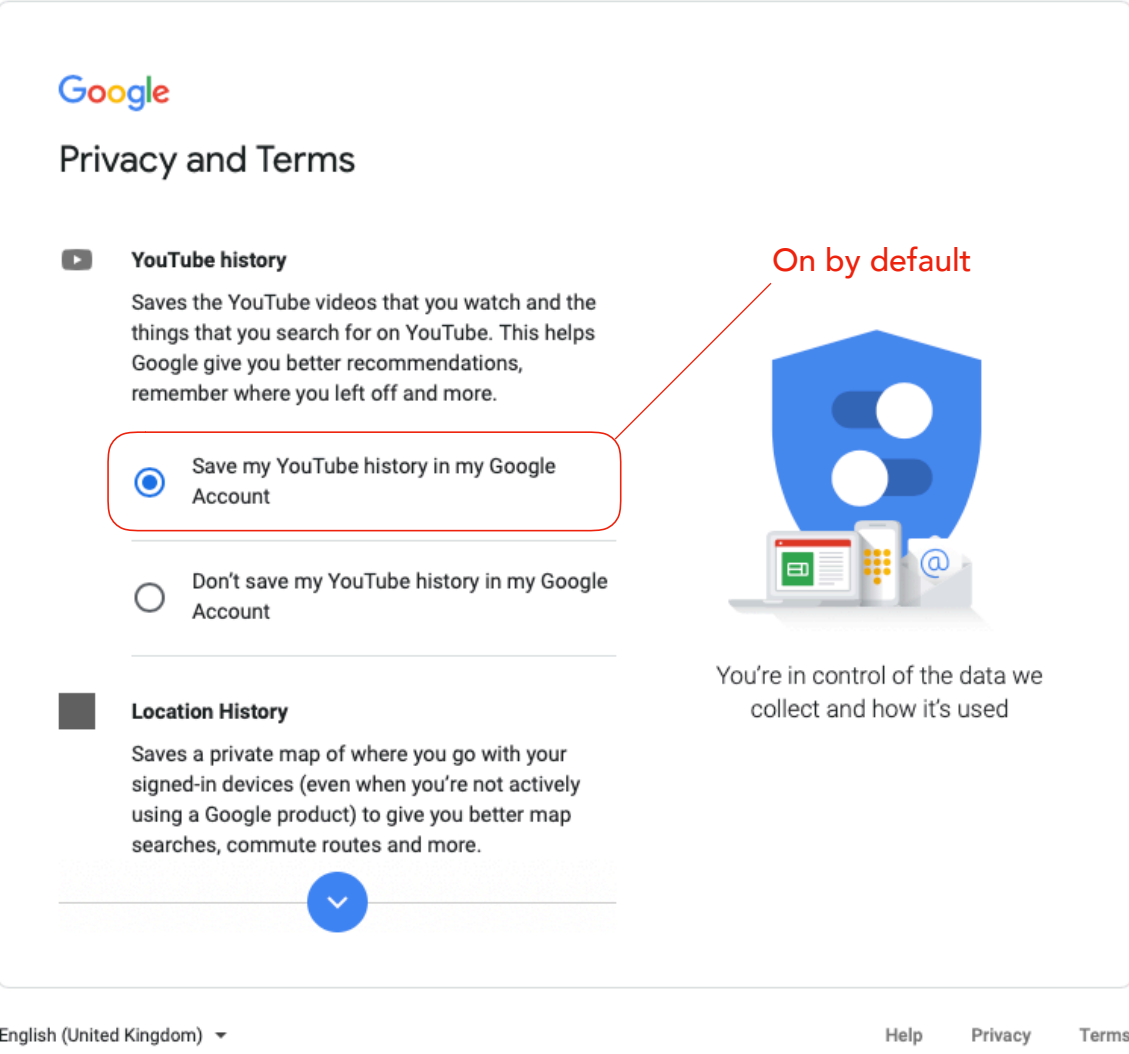 Google
Privacy and Terms
YouTube history
Saves the YouTube videos that you watch and the
things that you search for on YouTube. This helps
Google give you better recommendations,
remember where you left off and more.
On by default
Save my YouTube history in my Google
Account
Don’t save my YouTube history in my Google
Account
@
You’re in control of the data we
collect and how it’s used
Location History
Saves a private map of where you go with your
signed-in devices (even when you’re not actively
using a Google product) to give you better map
searches, commute routes and more.
English (United Kingdom)
Help Privacy Terms